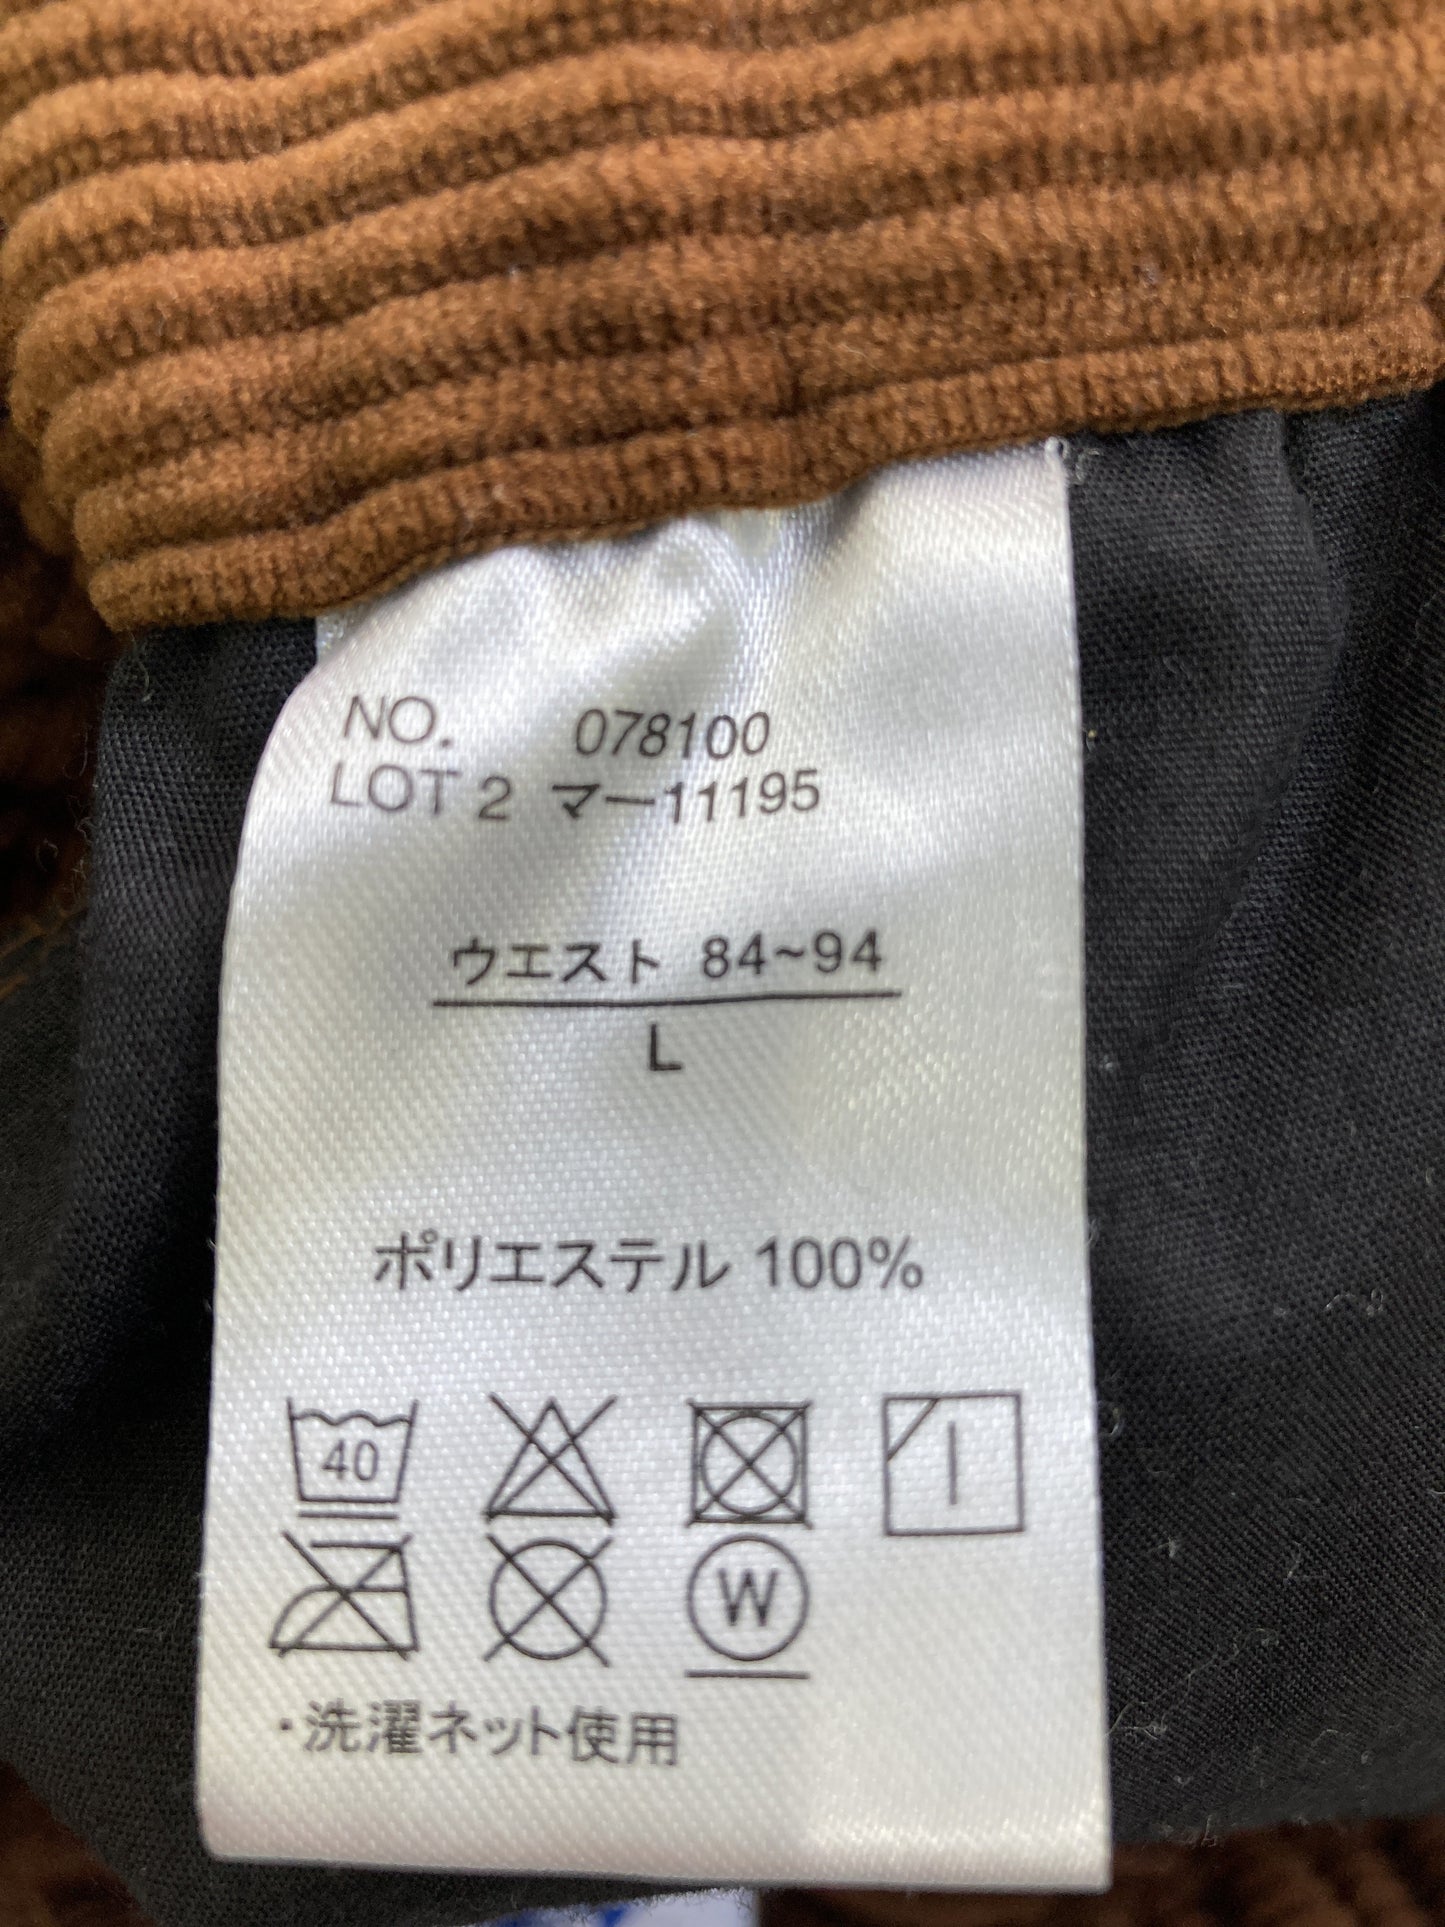 NO. 078100
LOT 2 マー11195
ウエスト 84~94
L
ポリエステル 100%
40
W
・洗濯ネット使用